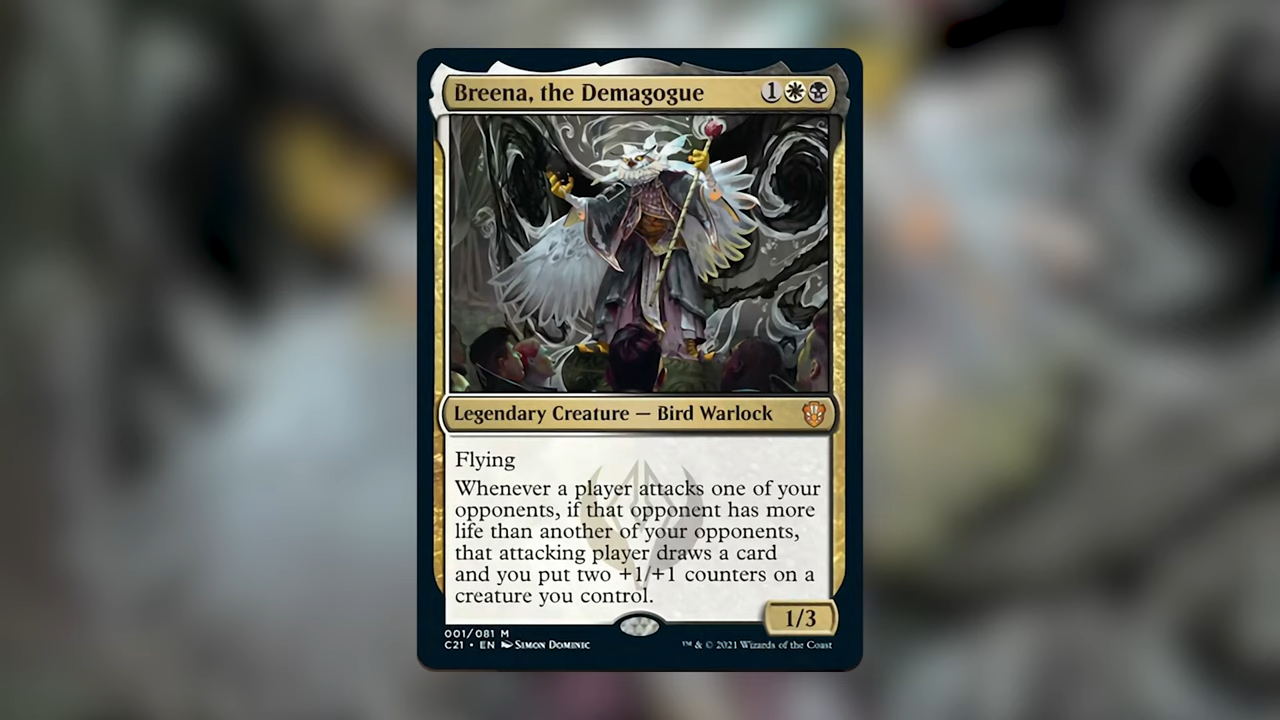 Breena, the Demagogue 1
Legendary Creature — Bird Warlock
Flying
Whenever a player attacks one of your
opponents, if that opponent has more
life than another of your opponents,
that attacking player draws a card
and you put two +1/+1 counters on a
creature you control.
1/3
001/081 M
C21 • EN Simon Dominic
™ & © 2021 Wizards of the Coast